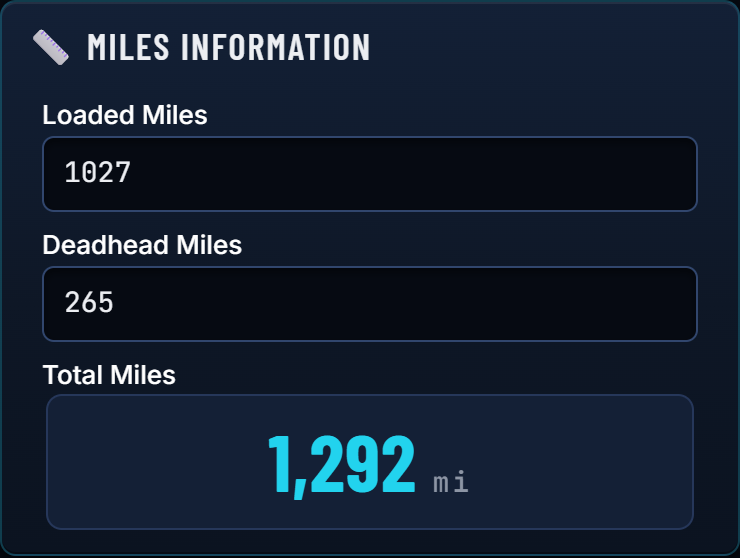 MILES INFORMATION
Loaded Miles
1027
Deadhead Miles
265
Total Miles
1,292 mi